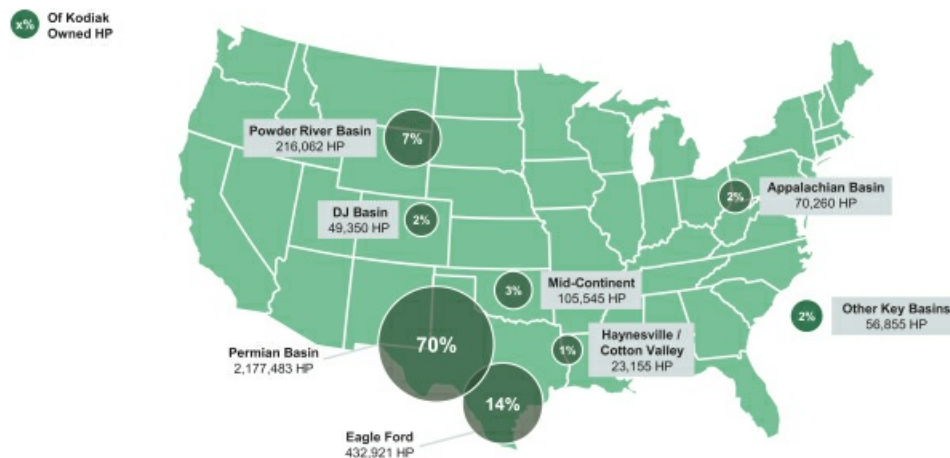 x%
Of Kodiak
Owned HP
Powder River Basin
216,062 HP
7%
DJ Basin
49,350 HP
2%
2%
Appalachian Basin
70,260 HP
3%
Mid-Continent
105,545 HP
2%
Other Key Basins
56,855 HP
1%
Haynesville /
Cotton Valley
23,155 HP
Permian Basin
2,177,483 HP
70%
14%
Eagle Ford
432,921 HP